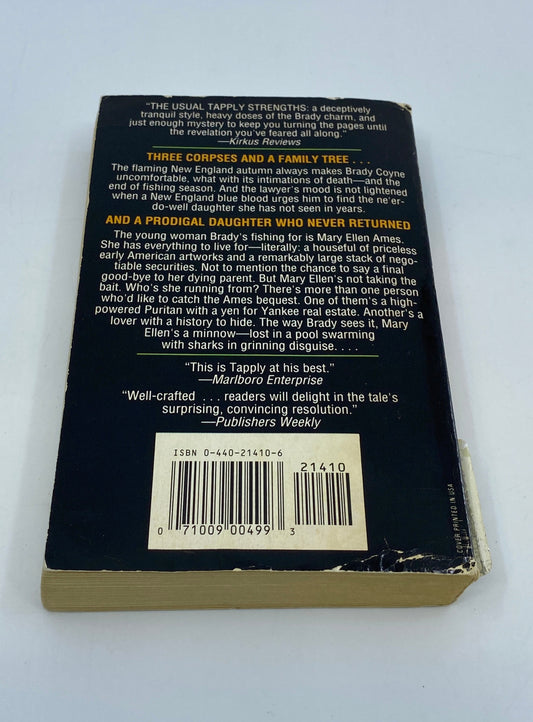 “THE USUAL TAPPLY STRENGTHS: a deceptively
tranquil style, heavy doses of the Brady charm, and
just enough mystery to keep you turning the pages until
the revelation you’ve feared all along.”
—Kirkus Reviews
THREE CORPSES AND A FAMILY TREE . . .
The flaming New England autumn always makes Brady Coyne
uncomfortable, what with its intimations of death—and the
end of fishing season. And the lawyer’s mood is not lightened
when a New England blue blood urges him to find the ne’er-
do-well daughter she has not seen in years.
AND A PRODIGAL DAUGHTER WHO NEVER RETURNED
The young woman Brady’s fishing for is Mary Ellen Ames.
She has everything to live for—literally: a houseful of priceless
early American artworks and a remarkably large stack of nego-
tiable securities. Not to mention the chance to say a final
good-bye to her dying parent. But Mary Ellen’s not taking the
bait. Who’s she running from? There’s more than one person
who’d like to catch the Ames bequest. One of them’s a high-
powered Puritan with a yen for Yankee real estate. Another’s a
lover with a history to hide. The way Brady sees it, Mary
Ellen’s a minnow—lost in a pool swarming
with sharks in grinning disguise. . . .
“This is Tapply at his best.”
—Marlboro Enterprise
“Well-crafted . . . readers will delight in the tale’s
surprising, convincing resolution.”
—Publishers Weekly
ISBN 0-440-21410-6
21410
0 71009 00499 3
COVER PRINTED IN USA